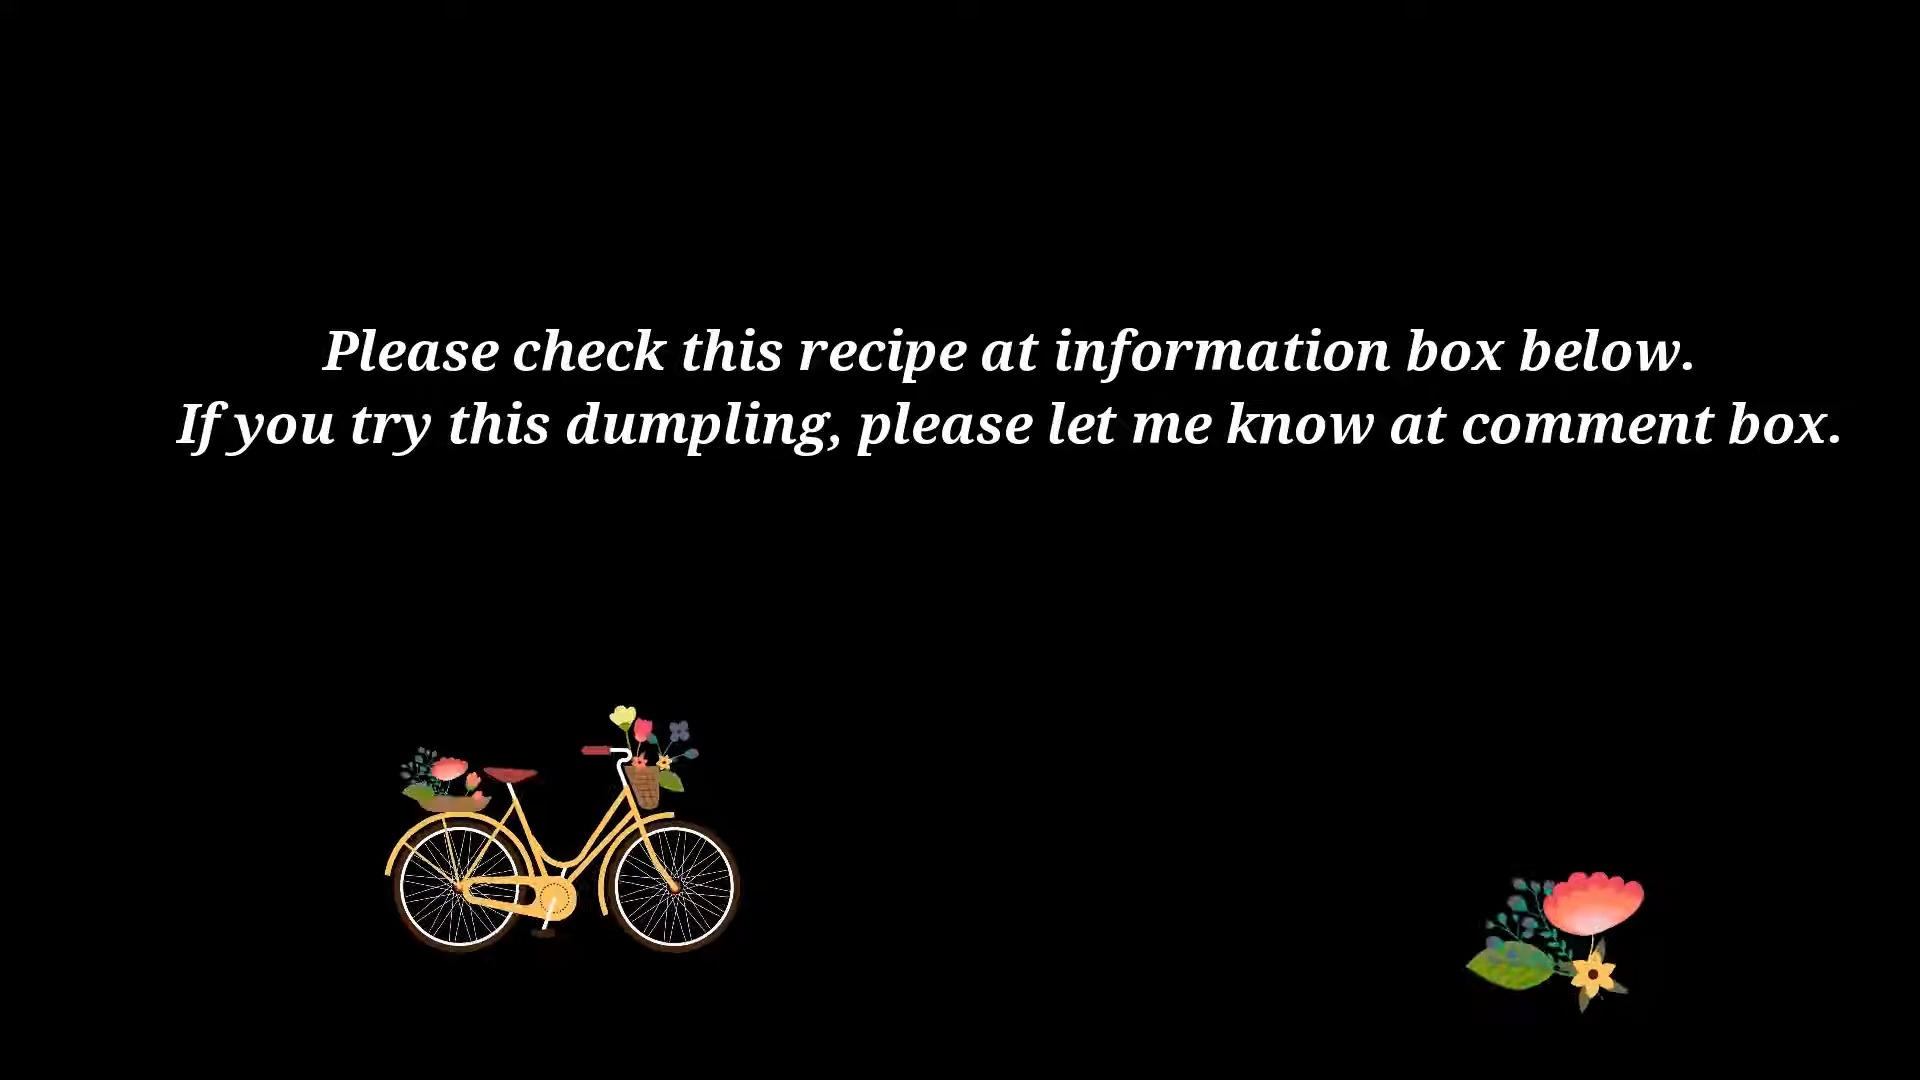 Please check this recipe at information box below.
If you try this dumpling, please let me know at comment box.